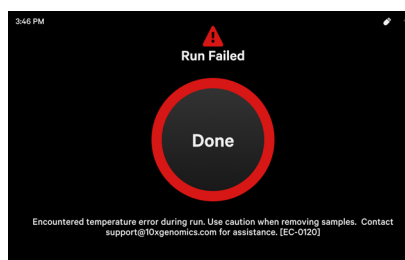 3:46 PM
Run Failed
Done
Encountered temperature error during run. Use caution when removing samples. Contact
support@10xgenomics.com for assistance. [EC-0120]